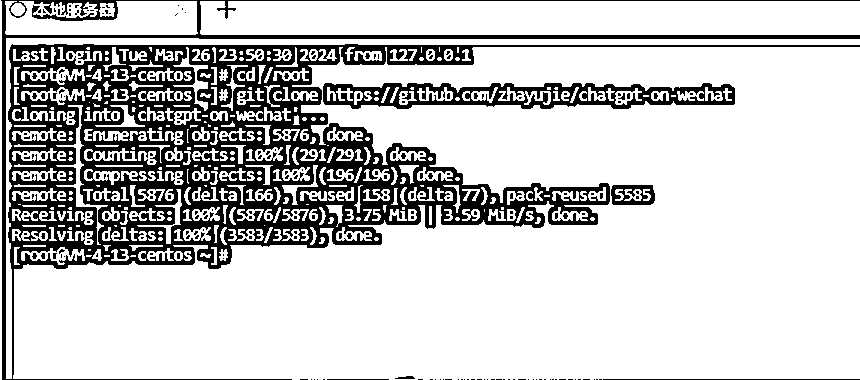 本地服务器
Last login: Tue Mar 26 23:50:30 2024 from 127.0.0.1
[root@VM-4-13-centos ~]# cd /root
[root@VM-4-13-centos ~]# git clone https://github.com/zhayujie/chatgpt-on-wechat
Cloning into 'chatgpt-on-wechat'...
remote: Enumerating objects: 5876, done.
remote: Counting objects: 100% (291/291), done.
remote: Compressing objects: 100% (196/196), done.
remote: Total 5876 (delta 166), reused 158 (delta 77), pack-reused 5585
Receiving objects: 100% (5876/5876), 3.75 MiB | 3.59 MiB/s, done.
Resolving deltas: 100% (3583/3583), done.
[root@VM-4-13-centos ~]#